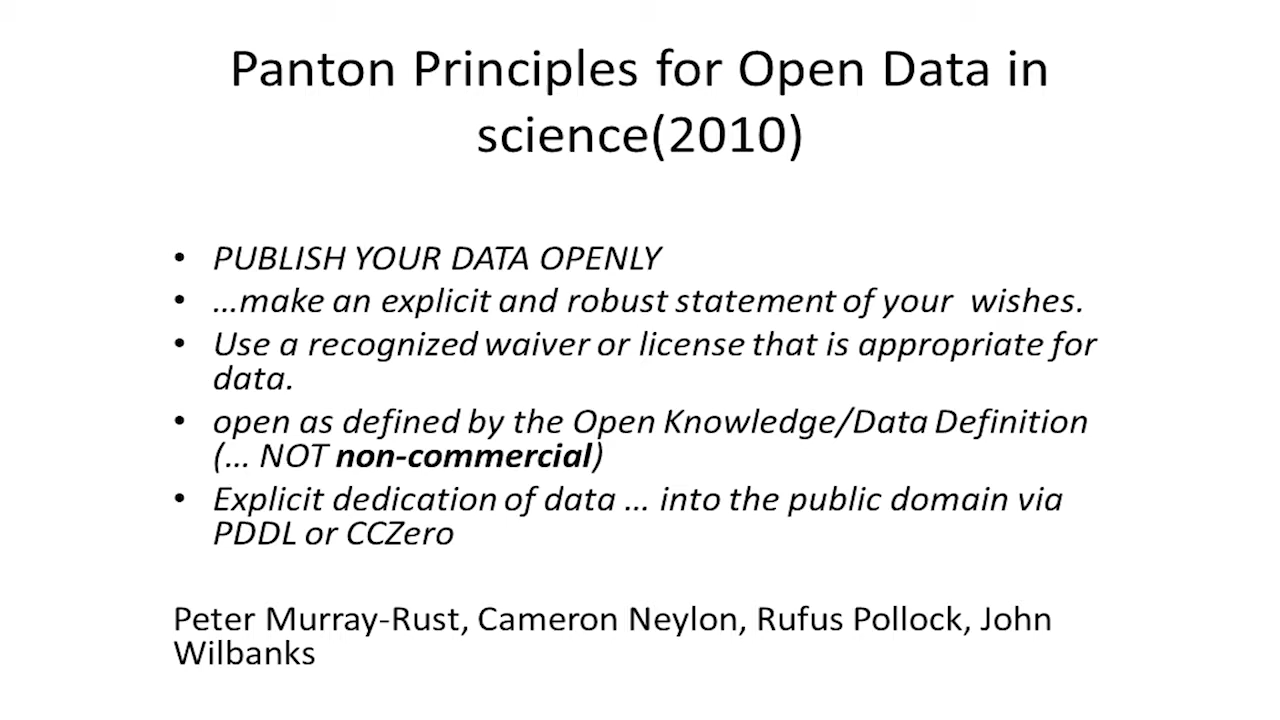 Panton Principles for Open Data in
science(2010)
• PUBLISH YOUR DATA OPENLY
• …make an explicit and robust statement of your  wishes.
• Use a recognized waiver or license that is appropriate for
data.
• open as defined by the Open Knowledge/Data Definition
(… NOT non-commercial)
• Explicit dedication of data … into the public domain via
PDDL or CCZero
Peter Murray-Rust, Cameron Neylon, Rufus Pollock, John
Wilbanks